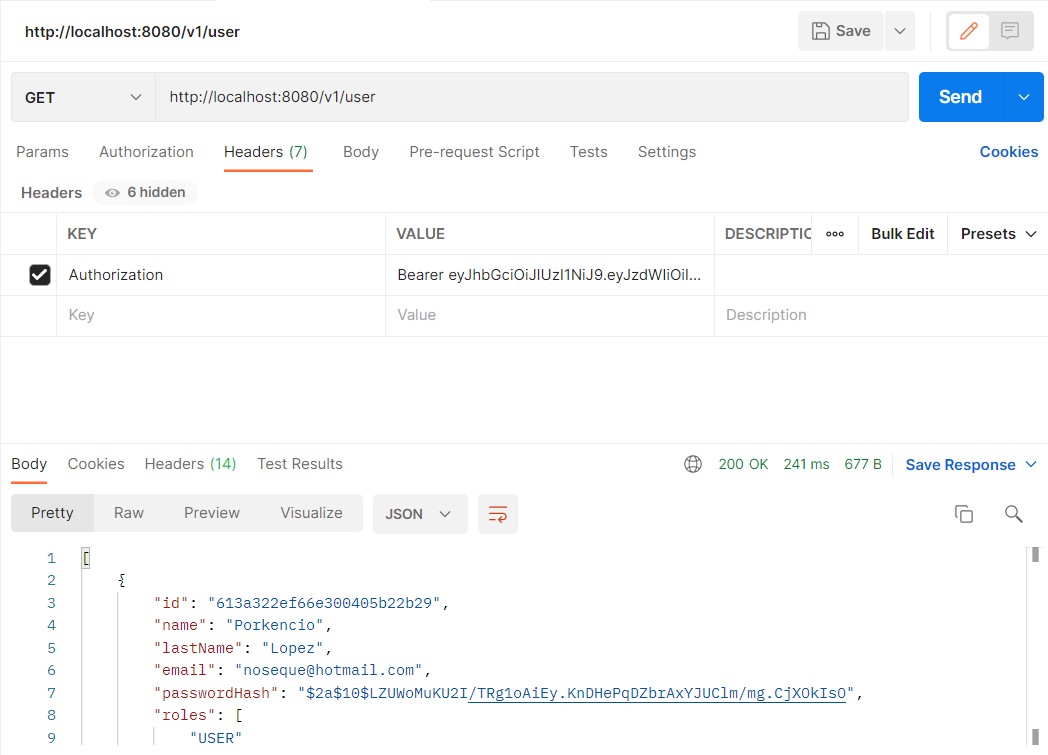 http://localhost:8080/v1/user Save
GET http://localhost:8080/v1/user Send
Params Authorization Headers (7) Body Pre-request Script Tests Settings Cookies
Headers 6 hidden
KEY VALUE DESCRIPTIC ooo Bulk Edit Presets
Authorization Bearer eyJhbGciOiJIUzI1NiJ9.eyJzdWIiOiI...
Key Value Description
Body Cookies Headers (14) Test Results 200 OK 241 ms 677 B Save Response
Pretty Raw Preview Visualize JSON
1 [
2 {
3 "id": "613a322ef66e300405b22b29",
4 "name": "Porkencio",
5 "lastName": "Lopez",
6 "email": "noseque@hotmail.com",
7 "passwordHash": "$2a$10$LZUWoMuKU2I/TRg1oAiEy.KnDHePqDZbrAxYJUClm/mg.CjXOkIsO",
8 "roles": [
9 "USER"